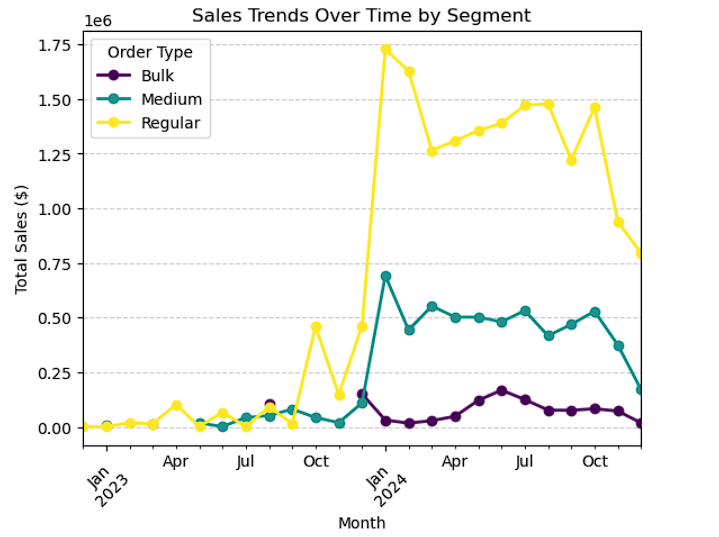 Sales Trends Over Time by Segment
1e6
Order Type
Bulk
Medium
Regular
1.75
1.50
1.25
1.00
0.75
0.50
0.25
0.00
Total Sales ($)
Jan
2023
Apr
Jul
Oct
Jan
2024
Apr
Jul
Oct
Month